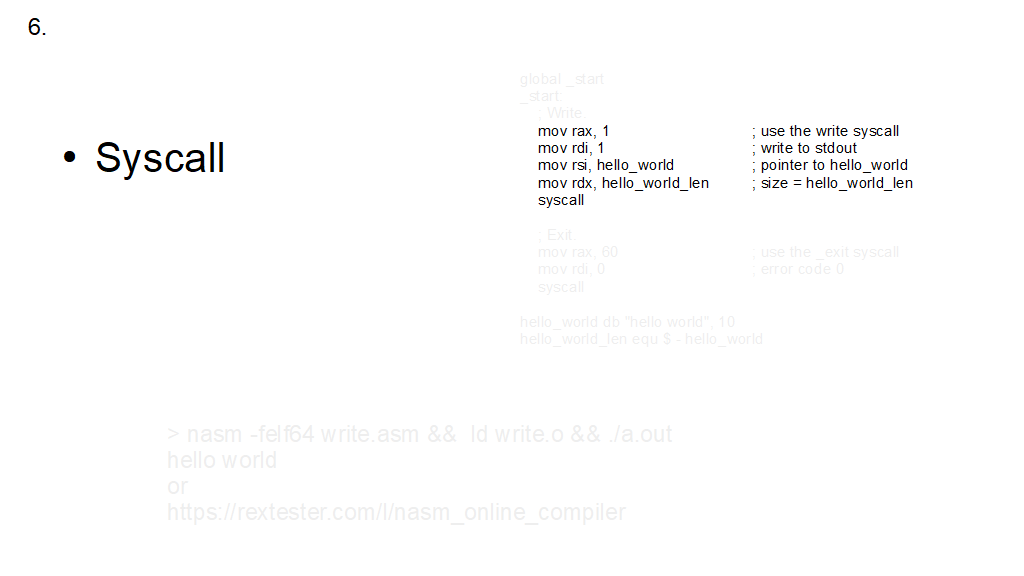 6.
• Syscall
global _start
_start:
; Write.
mov rax, 1 ; use the write syscall
mov rdi, 1 ; write to stdout
mov rsi, hello_world ; pointer to hello_world
mov rdx, hello_world_len ; size = hello_world_len
syscall
; Exit.
mov rax, 60 ; use the _exit syscall
mov rdi, 0 ; error code 0
syscall
hello_world db "hello world", 10
hello_world_len equ $ - hello_world
> nasm -felf64 write.asm && ld write.o && ./a.out
hello world
or
https://rextester.com/l/nasm_online_compiler